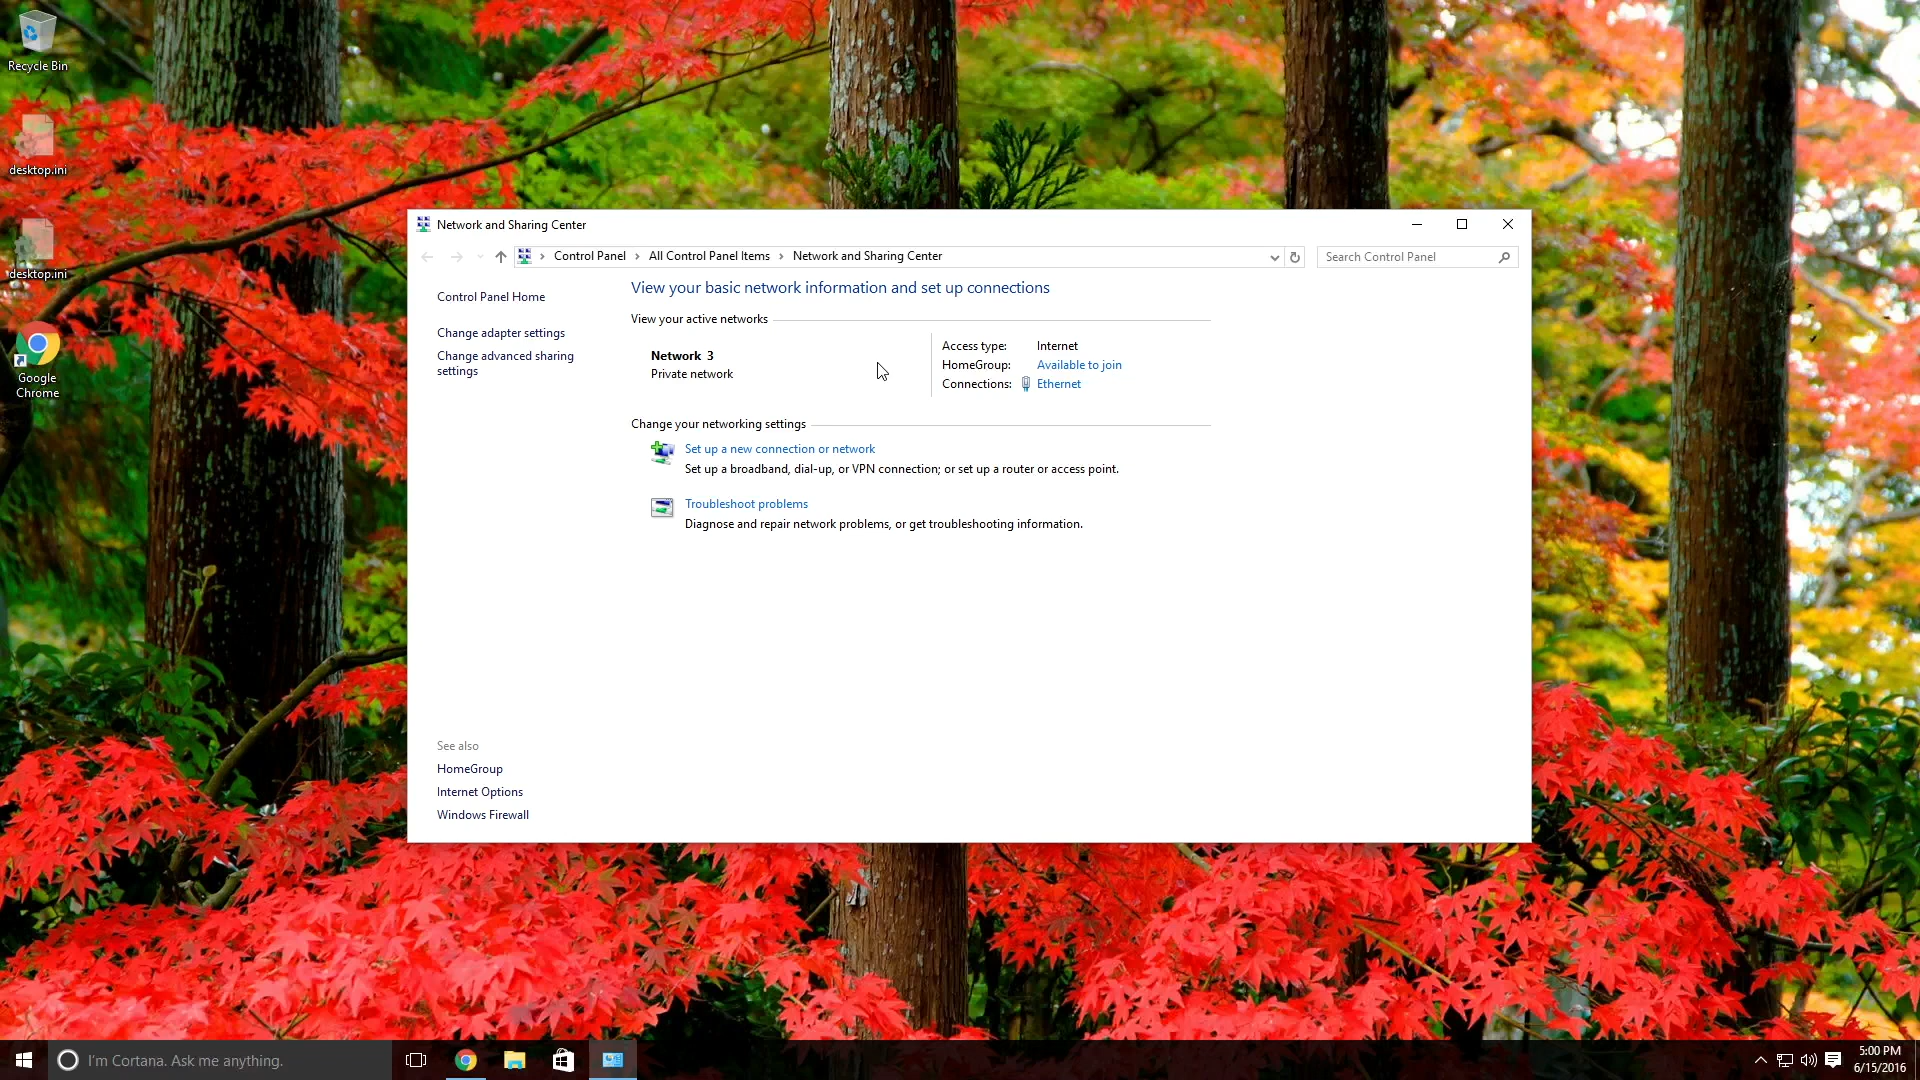 Recycle Bin
desktop.ini
desktop.ini
Google
Chrome
Network and Sharing Center
Control Panel > All Control Panel Items > Network and Sharing Center
Search Control Panel
Control Panel Home
Change adapter settings
Change advanced sharing
settings
View your basic network information and set up connections
View your active networks
Network 3
Private network
Access type: Internet
HomeGroup: Available to join
Connections: Ethernet
Change your networking settings
Set up a new connection or network
Set up a broadband, dial-up, or VPN connection; or set up a router or access point.
Troubleshoot problems
Diagnose and repair network problems, or get troubleshooting information.
See also
HomeGroup
Internet Options
Windows Firewall
I'm Cortana. Ask me anything.
5:00 PM
6/15/2016